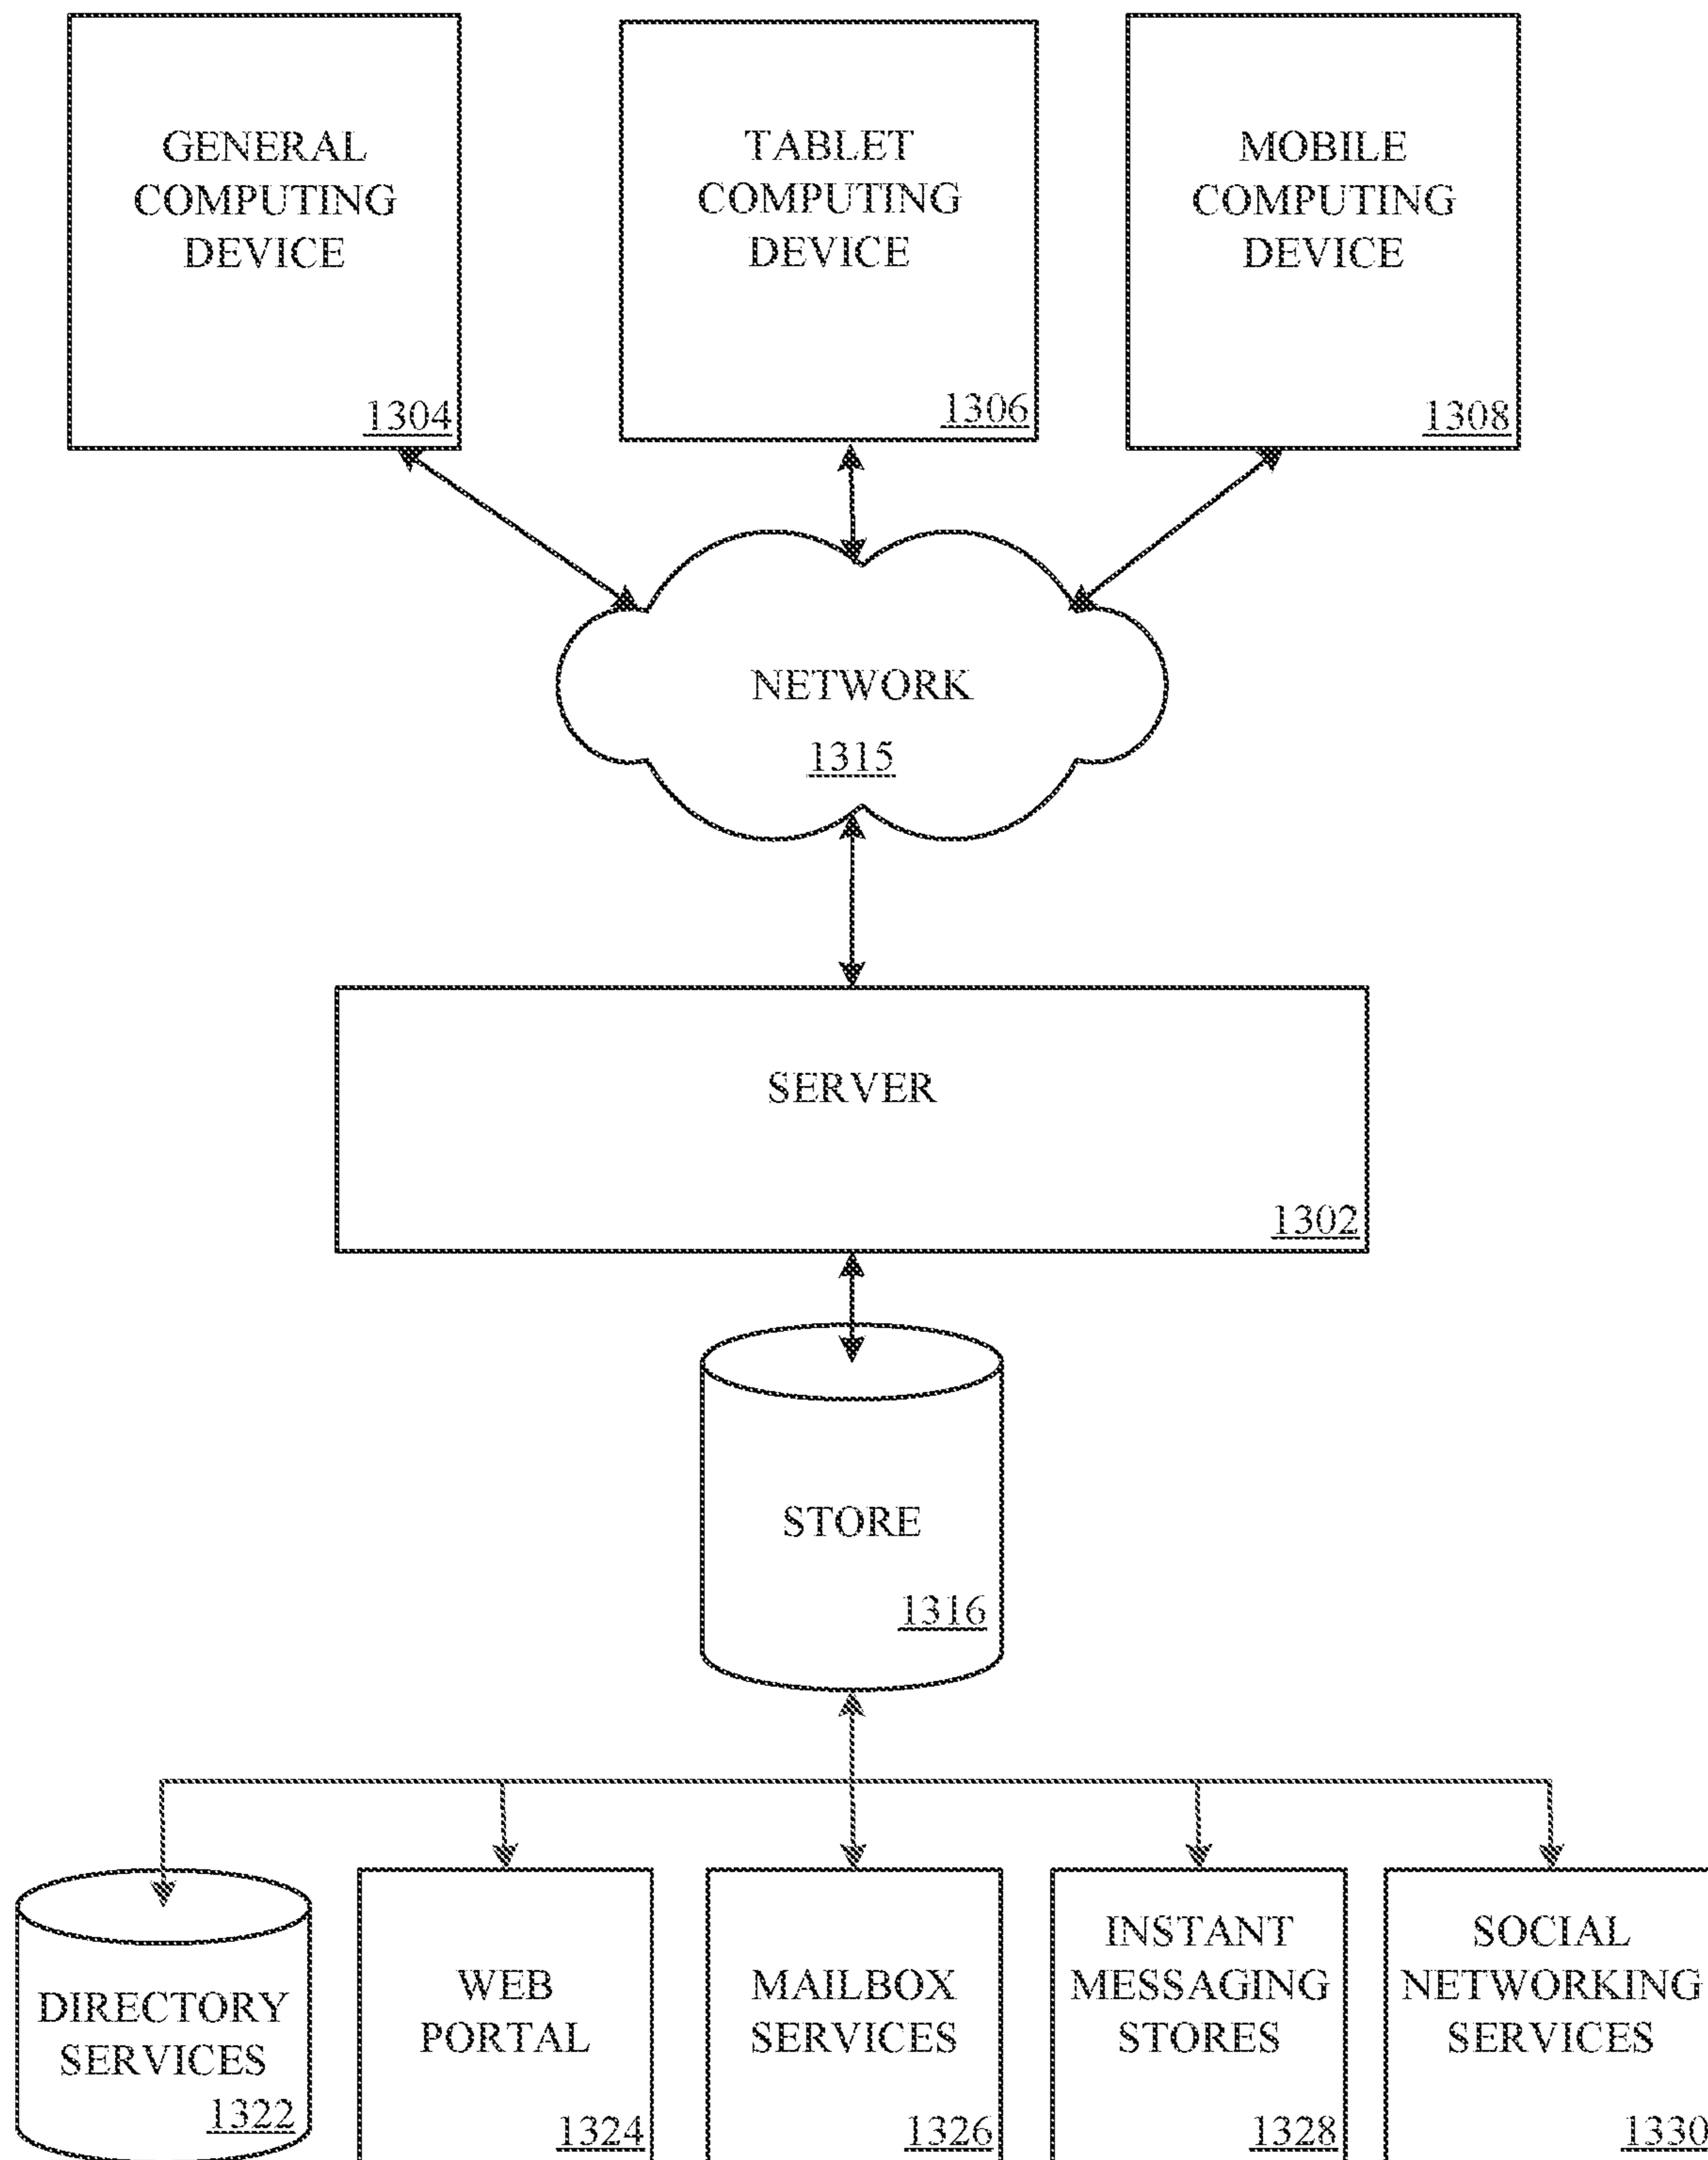 GENERAL
COMPUTING
DEVICE
1304
TABLET
COMPUTING
DEVICE
1306
MOBILE
COMPUTING
DEVICE
1308
NETWORK
1315
SERVER
1302
STORE
1316
DIRECTORY
SERVICES
1322
WEB
PORTAL
1324
MAILBOX
SERVICES
1326
INSTANT
MESSAGING
STORES
1328
SOCIAL
NETWORKING
SERVICES
1330